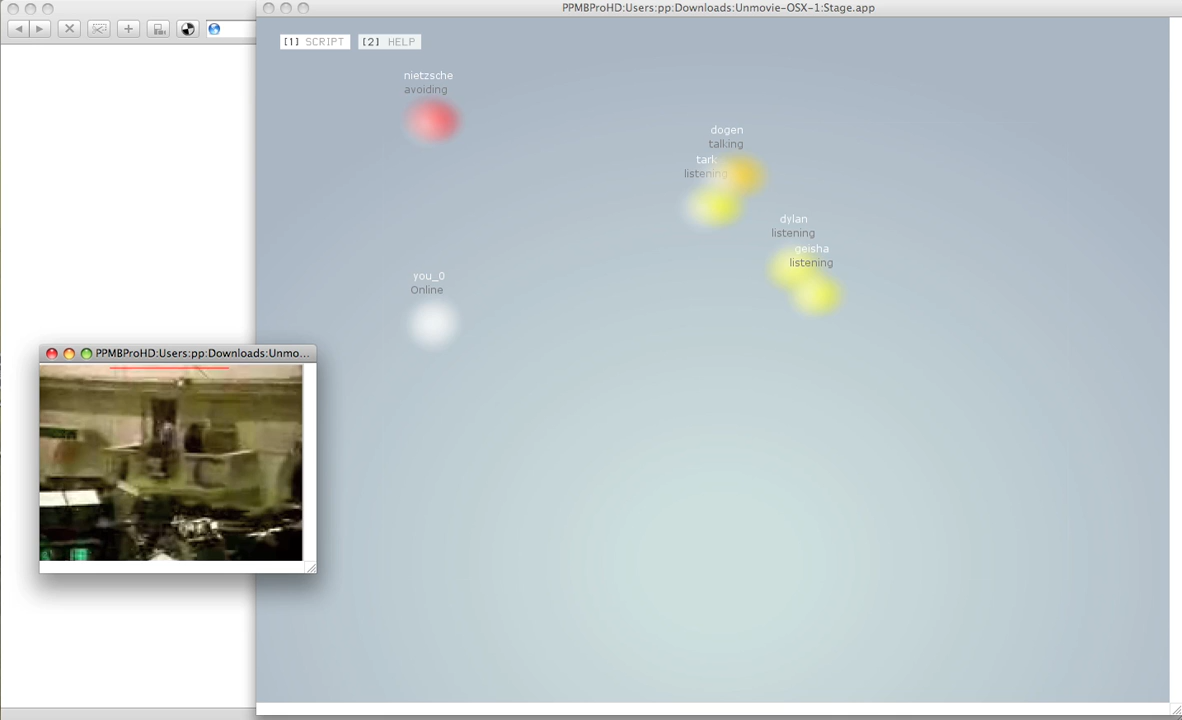 PPMBProHD:Users:pp:Downloads:Unmovie-OSX-1:Stage.app
[1] SCRIPT [2] HELP
nietzsche
avoiding
dogen
talking
tark
listening
dylan
listening
geisha
listening
you_0
Online
PPMBProHD:Users:pp:Downloads:Unmo...